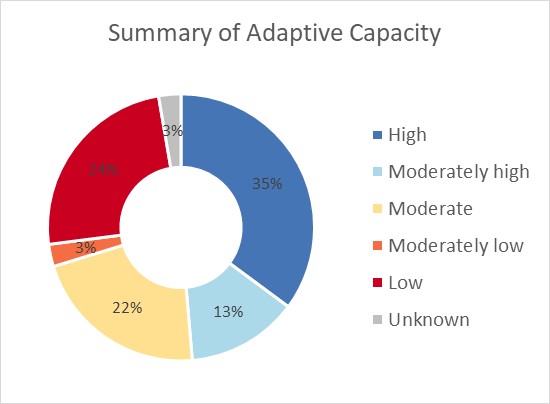 Summary of Adaptive Capacity
3%
35%
24%
3%
22%
13%
High
Moderately high
Moderate
Moderately low
Low
Unknown